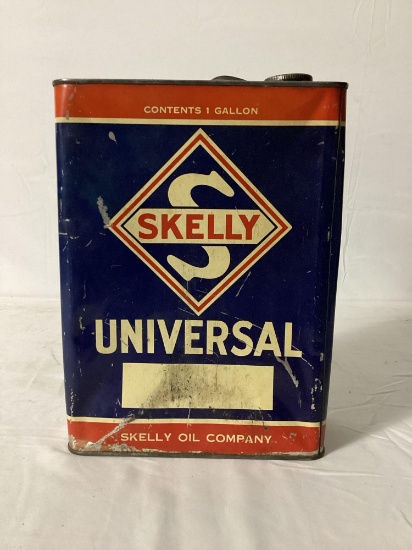 CONTENTS 1 GALLON
S
SKELLY
UNIVERSAL
SKELLY OIL COMPANY